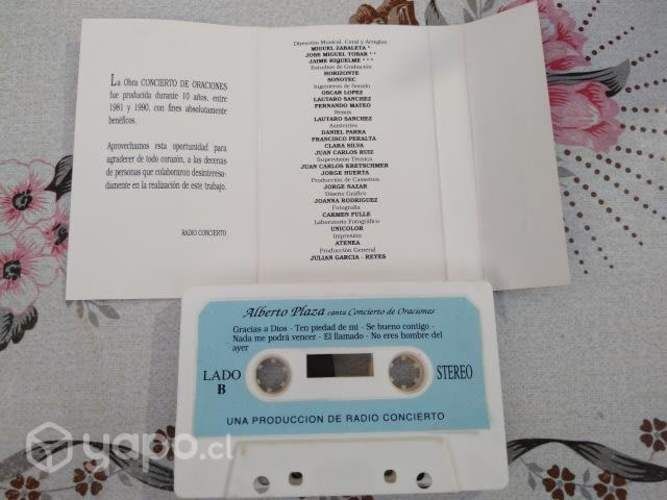 La Obra CONCIERTO DE ORACIONES
fue producida durante 10 años, entre
1981 y 1990, con fines absolutamente
benéficos.
Aprovechamos esta oportunidad para
agradecer de todo corazón, a las decenas
de personas que colaboraron desinteresa-
damente en la realización de este trabajo.
RADIO CONCIERTO
Dirección Musical, Coral y Arreglos
MIGUEL ZABALETA *
JOSE MIGUEL TOBAR * *
JAIME RIQUELME * * *
Estudios de Grabación
HORIZONTE
SONOTEC
Ingenieros de Sonido
OSCAR LOPEZ
LAUTARO SANCHEZ
FERNANDO MATEO
LAUTARO SANCHEZ
Asistentes
DANIEL PARRA
FRANCISCO PERALTA
CLARA SILVA
JUAN CARLOS RUIZ
Supervisión Técnica
JUAN CARLOS KRETSCHMER
JORGE HUERTA
Producción de Cassettes
JORGE NAZAR
Diseño Gráfico
JOANNA RODRIGUEZ
Fotografía
CARMEN FULLE
Laboratorio Fotográfico
UNICOLOR
Impresión
ATENEA
Producción General
JULIAN GARCIA - REYES
Alberto Plaza canta Concierto de Oraciones
Gracias a Dios - Ten piedad de mi - Se bueno contigo -
Nada me podrá vencer - El llamado - No eres hombre del
ayer
LADO
B
STEREO
UNA PRODUCCION DE RADIO CONCIERTO
yapo.cl